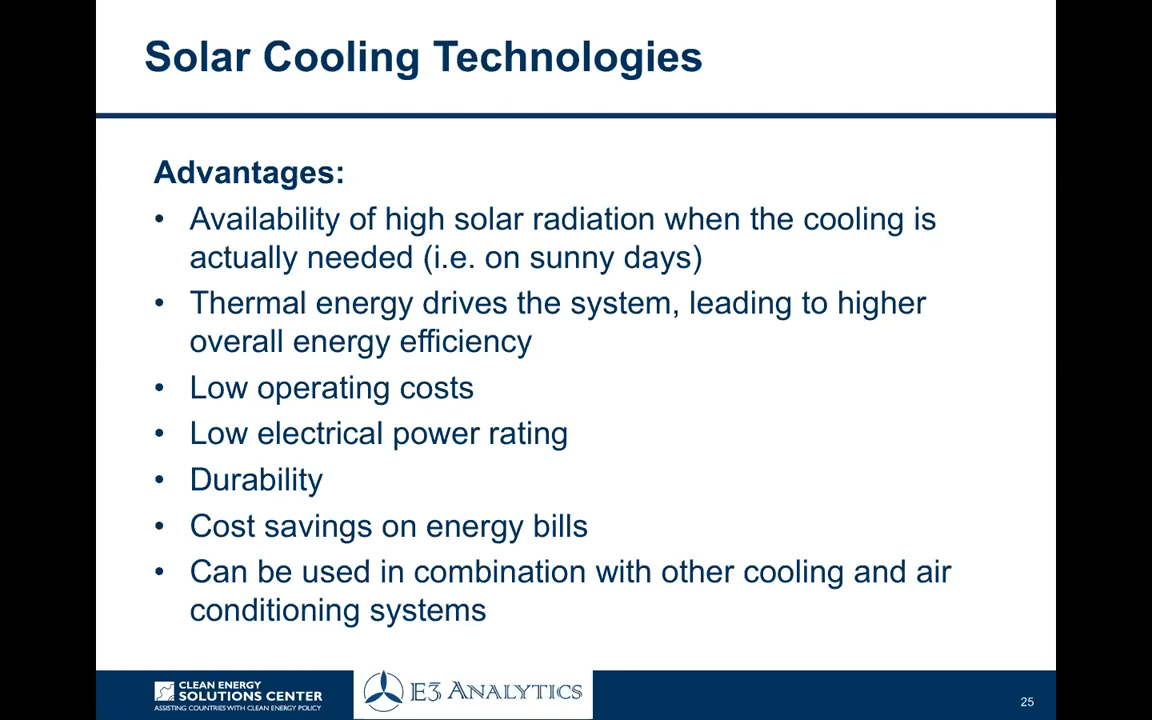 Solar Cooling Technologies
Advantages:
• Availability of high solar radiation when the cooling is
actually needed (i.e. on sunny days)
• Thermal energy drives the system, leading to higher
overall energy efficiency
• Low operating costs
• Low electrical power rating
• Durability
• Cost savings on energy bills
• Can be used in combination with other cooling and air
conditioning systems
CLEAN ENERGY
SOLUTIONS CENTER
ASSISTING COUNTRIES WITH CLEAN ENERGY POLICY
E3 ANALYTICS
25